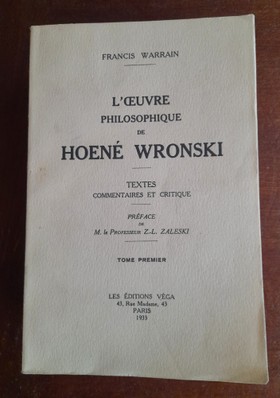 FRANCIS WARRAIN
L'ŒUVRE
PHILOSOPHIQUE
DE
HOENÉ WRONSKI
TEXTES
COMMENTAIRES ET CRITIQUE
PRÉFACE
DE
M. le Professeur Z.-L. ZALESKI
TOME PREMIER
LES ÉDITIONS VÉGA
43, Rue Madame, 43
PARIS
1933